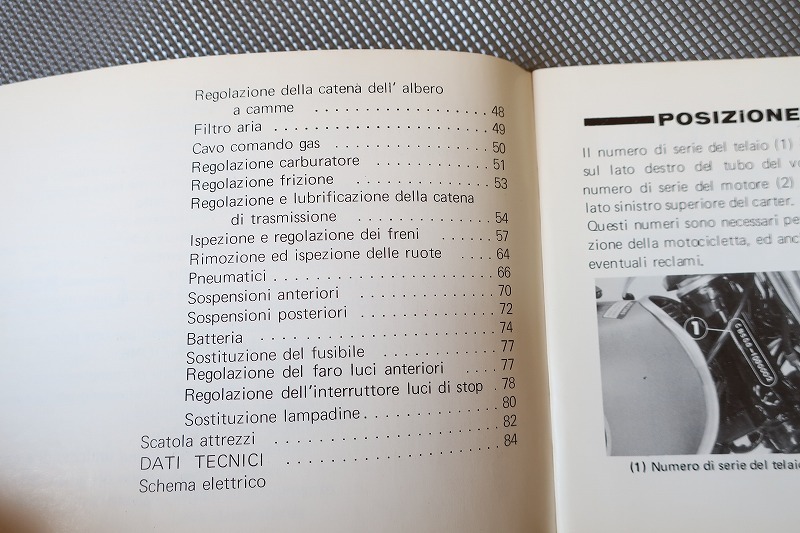 Regolazione della catena dell' albero
a camme . . . . . . . . . . . . . . . . . 48
Filtro aria . . . . . . . . . . . . . . . . . . . . . 49
Cavo comando gas . . . . . . . . . . . . . . . 50
Regolazione carburatore . . . . . . . . . . . . 51
Regolazione frizione . . . . . . . . . . . . . 53
Regolazione e lubrificazione della catena
di trasmissione . . . . . . . . . . . . . 54
Ispezione e regolazione dei freni . . . . . . 57
Rimozione ed ispezione delle ruote . . . . 64
Pneumatici . . . . . . . . . . . . . . . . . . . . . 66
Sospensioni anteriori . . . . . . . . . . . . . 70
Sospensioni posteriori . . . . . . . . . . . . . 72
Batteria . . . . . . . . . . . . . . . . . . . . . . 74
Sostituzione del fusibile . . . . . . . . . . . 77
Regolazione del faro luci anteriori . . . . . 77
Regolazione dell'interruttore luci di stop . 78
Sostituzione lampadine . . . . . . . . . . . . . 80
Scatola attrezzi . . . . . . . . . . . . . . . . . . . . 82
DATI TECNICI . . . . . . . . . . . . . . . . . . . 84
Schema elettrico
POSIZiONE
Il numero di serie del telaio (1)
sul lato destro del tubo del
numero di serie del motore (2)
lato sinistro superiore del carter.
Questi numeri sono necessari
zione della motocicletta, ed
eventuali reclami.
1
(1) Numero di serie del telaio